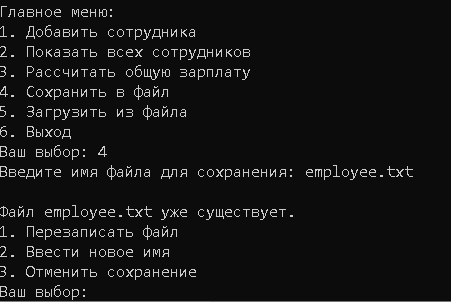 Главное меню:
1. Добавить сотрудника
2. Показать всех сотрудников
3. Рассчитать общую зарплату
4. Сохранить в файл
5. Загрузить из файла
6. Выход
Ваш выбор: 4
Введите имя файла для сохранения: employee.txt
Файл employee.txt уже существует.
1. Перезаписать файл
2. Ввести новое имя
3. Отменить сохранение
Ваш выбор: